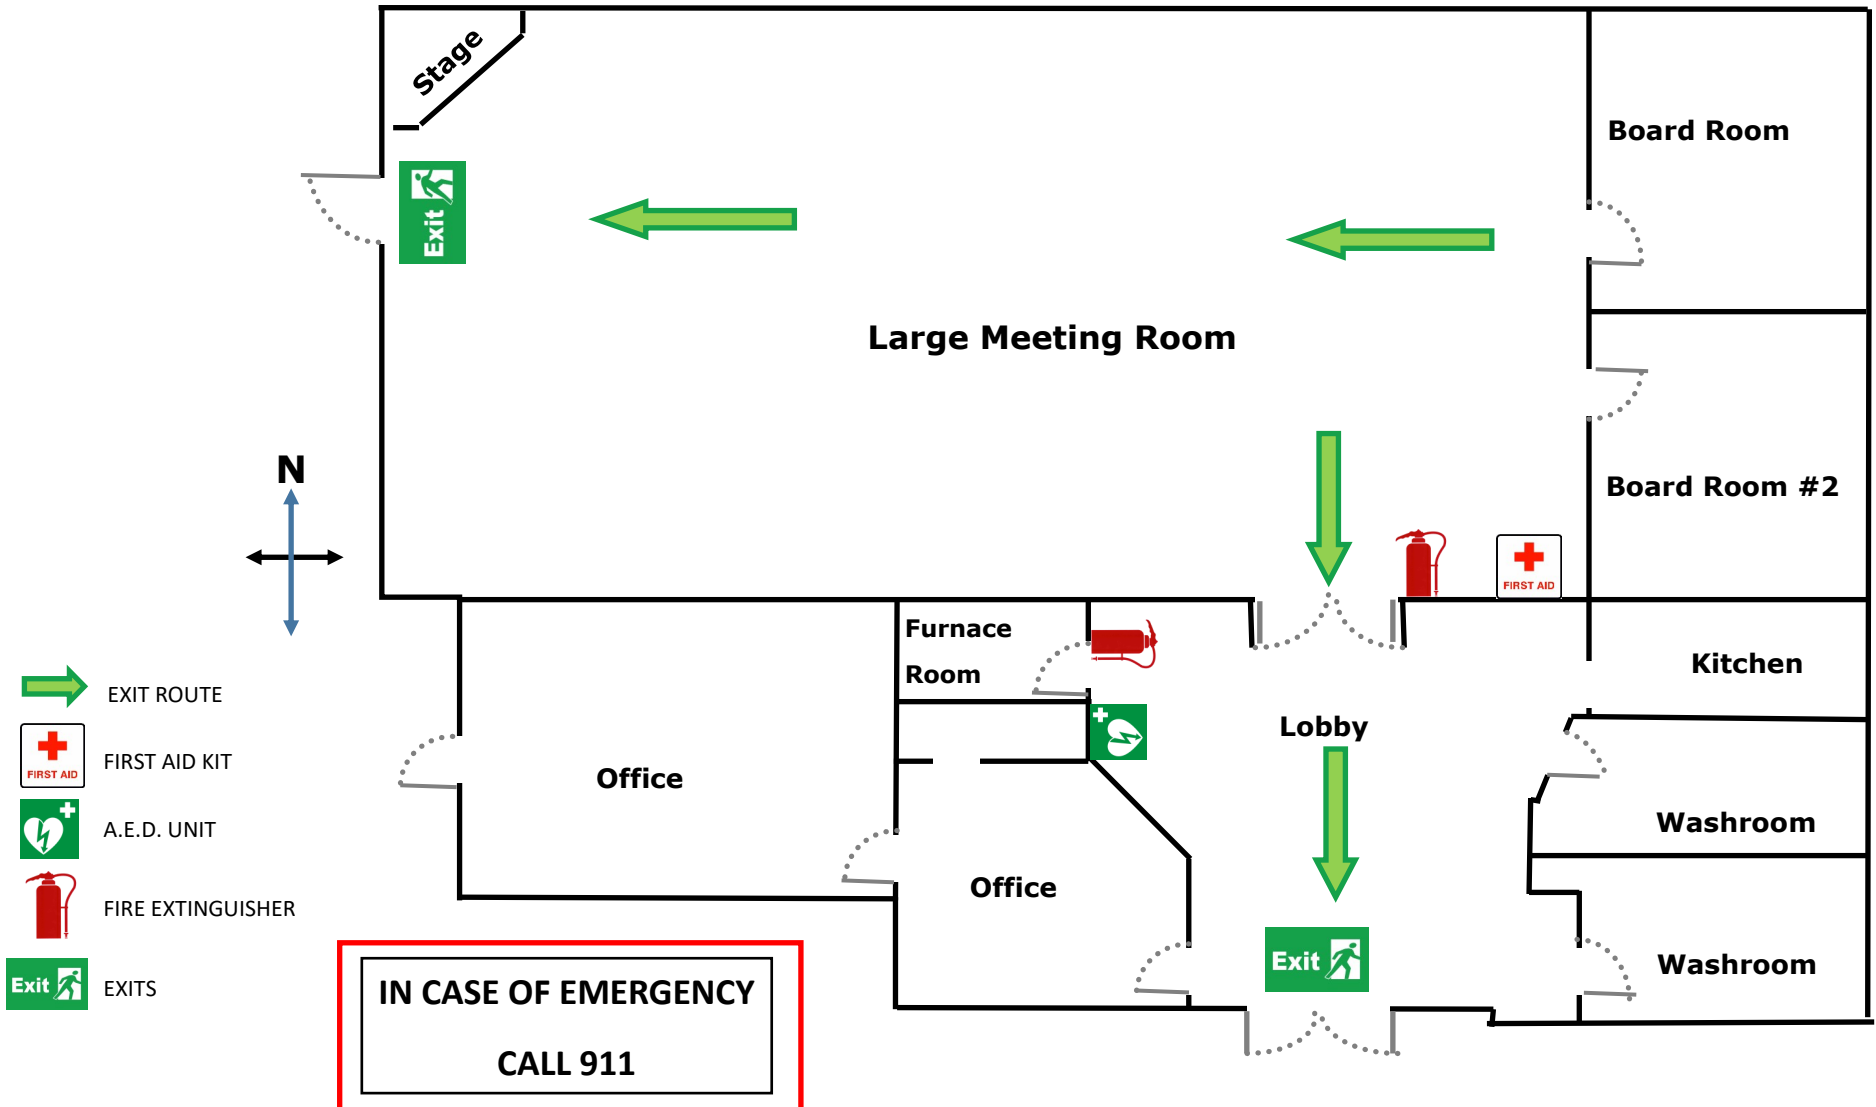 Stage
Board Room
Exit
Large Meeting Room
N
Board Room #2
FIRST AID
Furnace
Room
Kitchen
EXIT ROUTE
Lobby
FIRST AID
FIRST AID KIT
Office
A.E.D. UNIT
Washroom
Office
FIRE EXTINGUISHER
Exit
Washroom
Exit
EXITS
IN CASE OF EMERGENCY
CALL 911